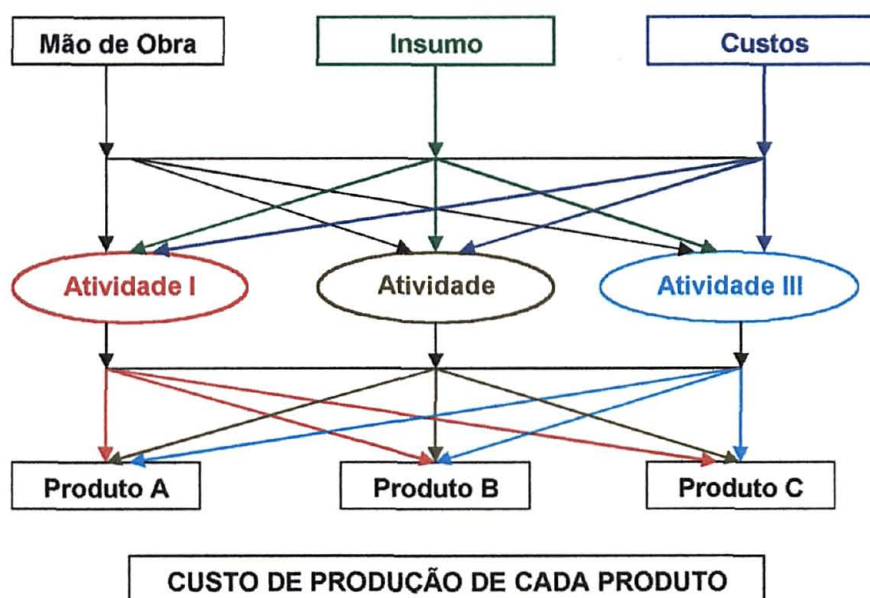 Mão de Obra
Insumo
Custos
Atividade I
Atividade
Atividade III
Produto A
Produto B
Produto C
CUSTO DE PRODUÇÃO DE CADA PRODUTO